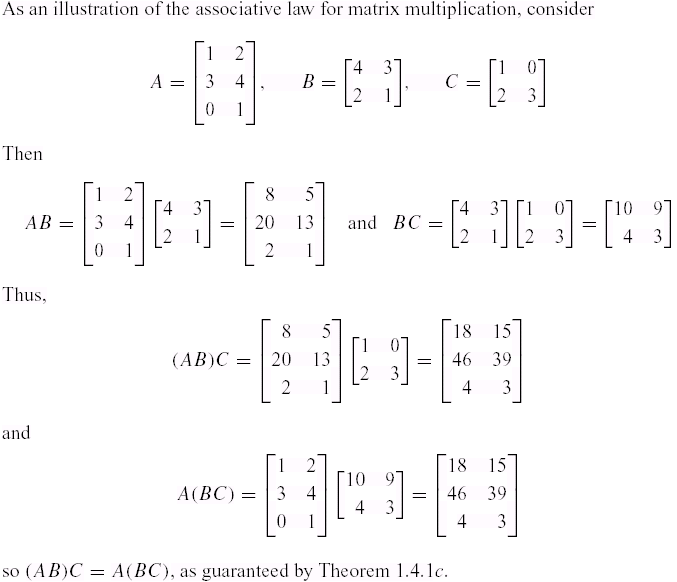 As an illustration of the associative law for matrix multiplication, consider
A = [1 2; 3 4; 0 1], B = [4 3; 2 1], C = [1 0; 2 3]
Then
AB = [1 2; 3 4; 0 1] [4 3; 2 1] = [8 5; 20 13; 2 1] and BC = [4 3; 2 1] [1 0; 2 3] = [10 9; 4 3]
Thus,
(AB)C = [8 5; 20 13; 2 1] [1 0; 2 3] = [18 15; 46 39; 4 3]
and
A(BC) = [1 2; 3 4; 0 1] [10 9; 4 3] = [18 15; 46 39; 4 3]
so (AB)C = A(BC), as guaranteed by Theorem 1.4.1c.